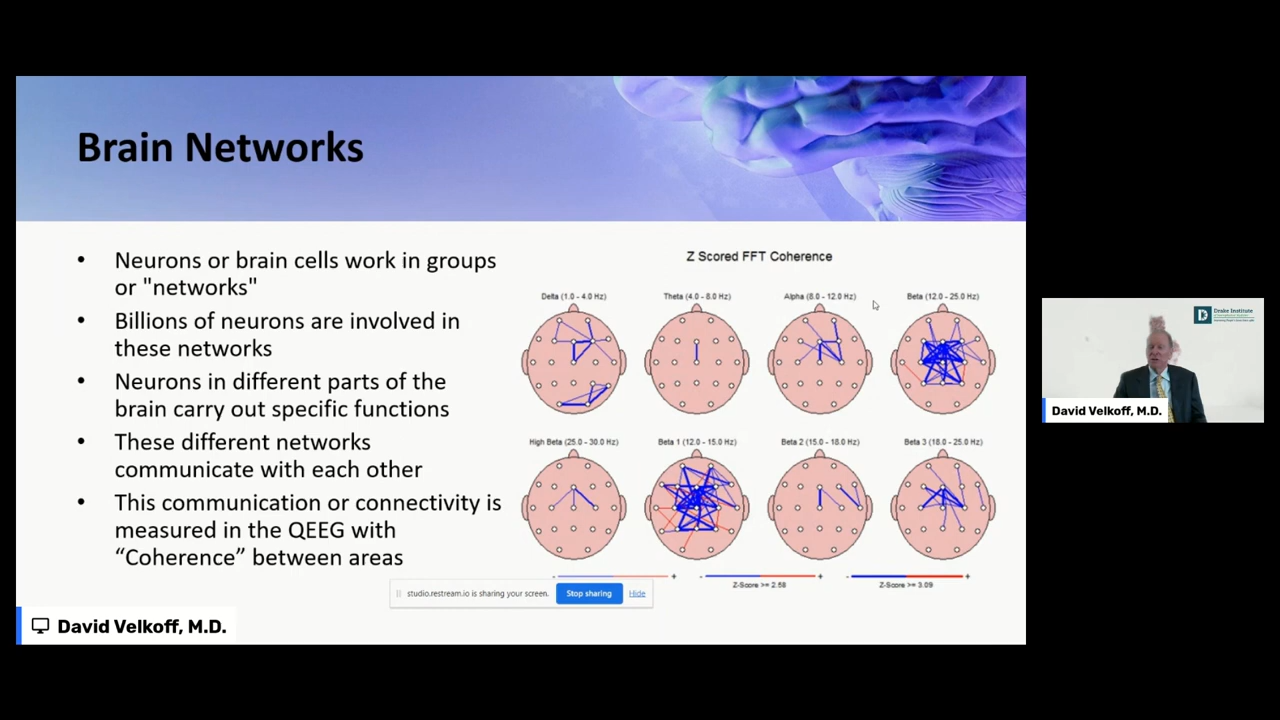 Brain Networks
• Neurons or brain cells work in groups
or "networks"
• Billions of neurons are involved in
these networks
• Neurons in different parts of the
brain carry out specific functions
• These different networks
communicate with each other
• This communication or connectivity is
measured in the QEEG with
“Coherence” between areas
Z Scored FFT Coherence
Delta (1.0 - 4.0 Hz) Theta (4.0 - 8.0 Hz) Alpha (8.0 - 12.0 Hz) Beta (12.0 - 25.0 Hz)
High Beta (25.0 - 30.0 Hz) Beta 1 (12.0 - 15.0 Hz) Beta 2 (15.0 - 18.0 Hz) Beta 3 (18.0 - 25.0 Hz)
- + - + - +
Z-Score >= 2.58 Z-Score >= 3.09
studio.restream.io is sharing your screen. Stop sharing Hide
David Velkoff, M.D.
Drake Institute
David Velkoff, M.D.